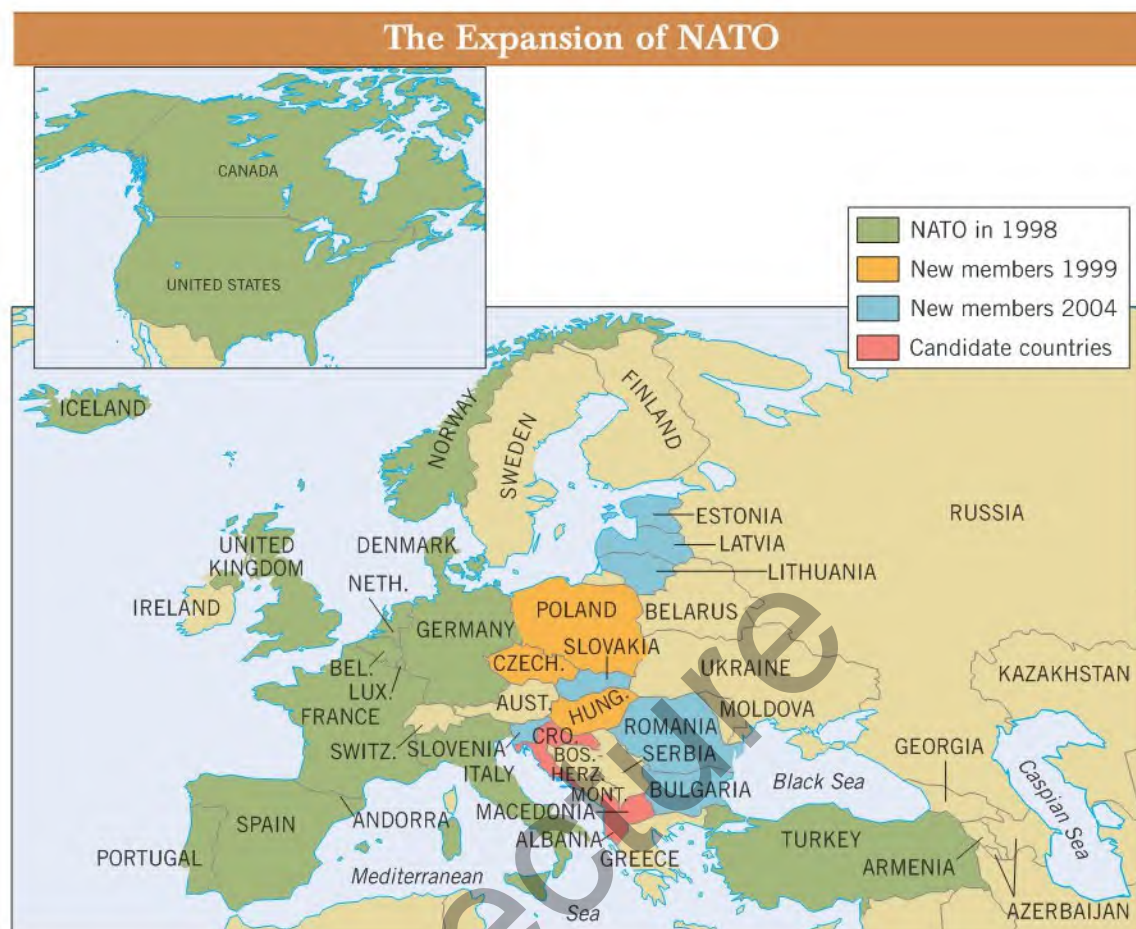 The Expansion of NATO
CANADA
UNITED STATES
NATO in 1998
New members 1999
New members 2004
Candidate countries
ICELAND
NORWAY
SWEDEN
FINLAND
RUSSIA
ESTONIA
LATVIA
LITHUANIA
UNITED
KINGDOM
DENMARK
NETH.
IRELAND
GERMANY
POLAND
BELARUS
BEL.
LUX.
CZECH.
SLOVAKIA
UKRAINE
KAZAKHSTAN
FRANCE
AUST.
HUNG.
ROMANIA
MOLDOVA
SWITZ.
SLOVENIA
CRO.
BOS.
HERZ.
SERBIA
GEORGIA
ITALY
MONT.
BULGARIA
Black Sea
Caspian Sea
SPAIN
ANDORRA
MACEDONIA
ALBANIA
GREECE
TURKEY
ARMENIA
PORTUGAL
Mediterranean
Sea
AZERBAIJAN
ecture